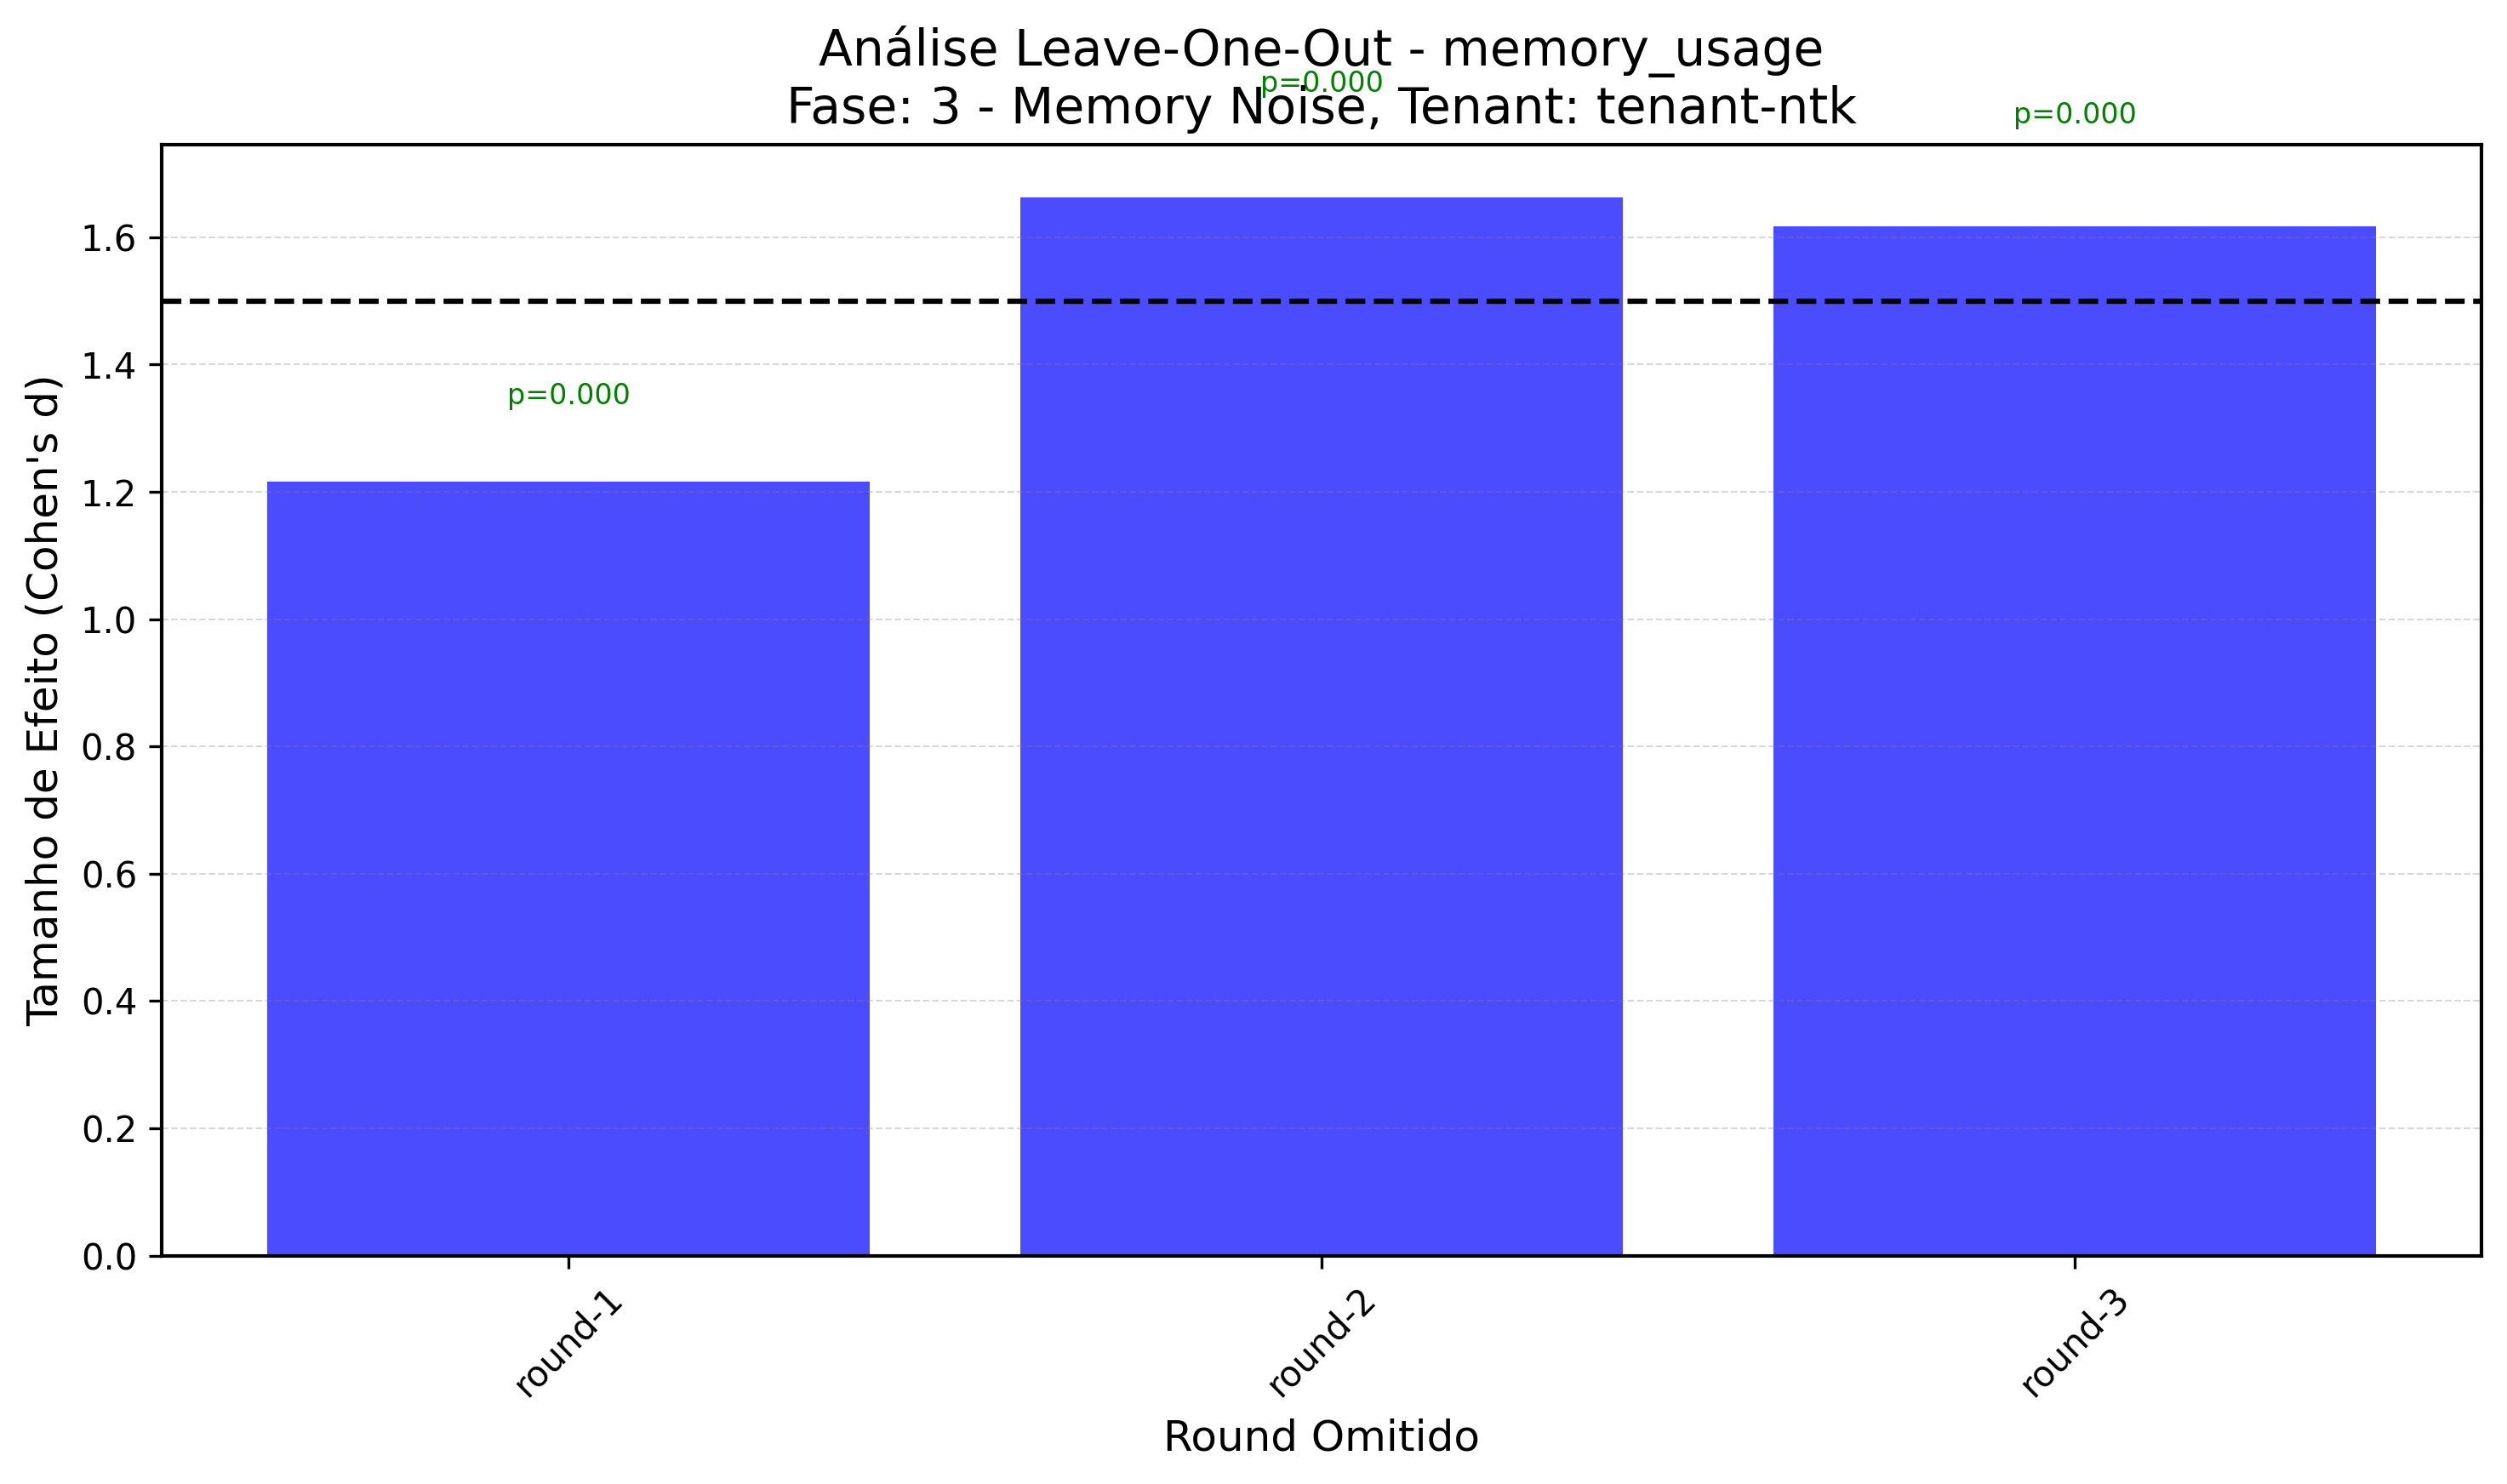 Análise Leave-One-Out - memory_usage
Fase: 3 - Memory Noise, Tenant: tenant-ntk
p=0.000
p=0.000
p=0.000
Tamanho de Efeito (Cohen's d)
1.6
1.4
1.2
1.0
0.8
0.6
0.4
0.2
0.0
round-1
round-2
round-3
Round Omitido